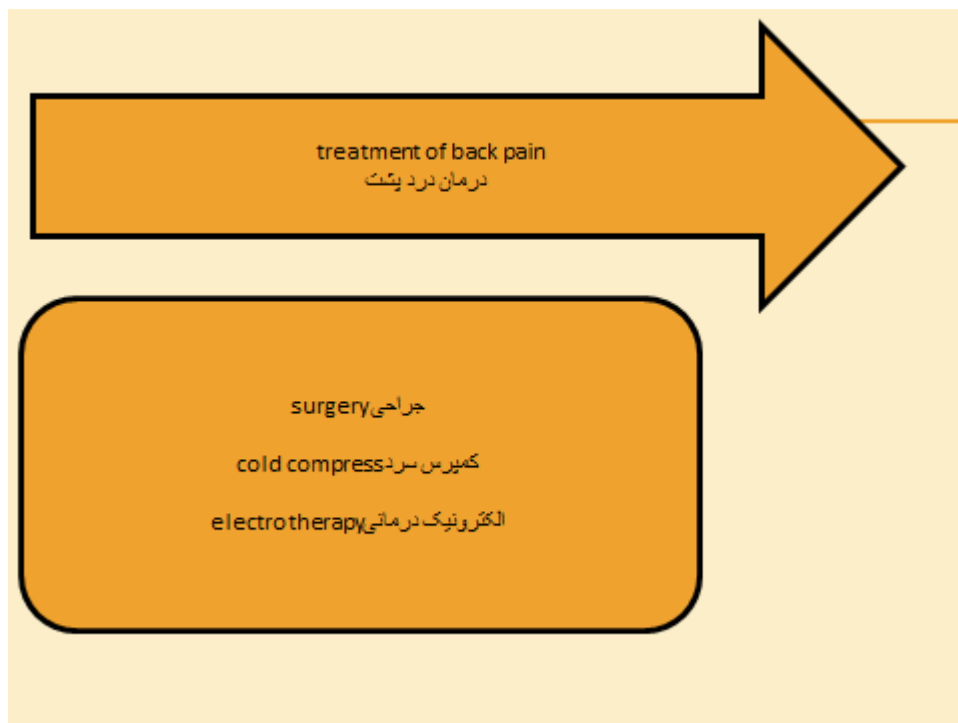 treatment of back pain
درمان درد پشت
surgeryجراحی
cold compressکمپرس سرد
electrotherapyالکترونیک درمانی